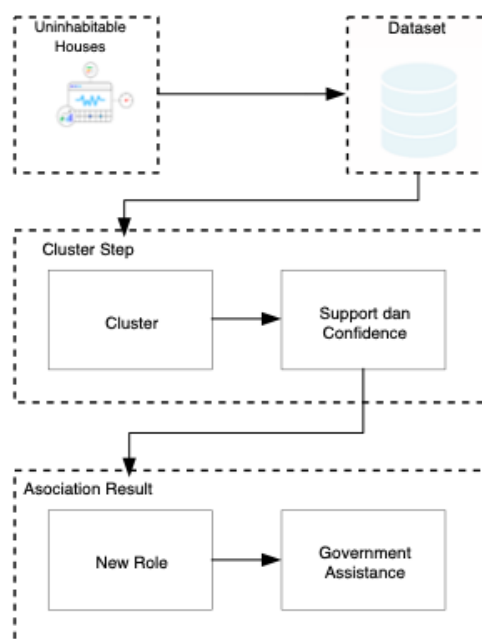 Uninhabitable
Houses
Dataset
Cluster Step
Cluster
Support dan
Confidence
Asociation Result
New Role
Government
Assistance